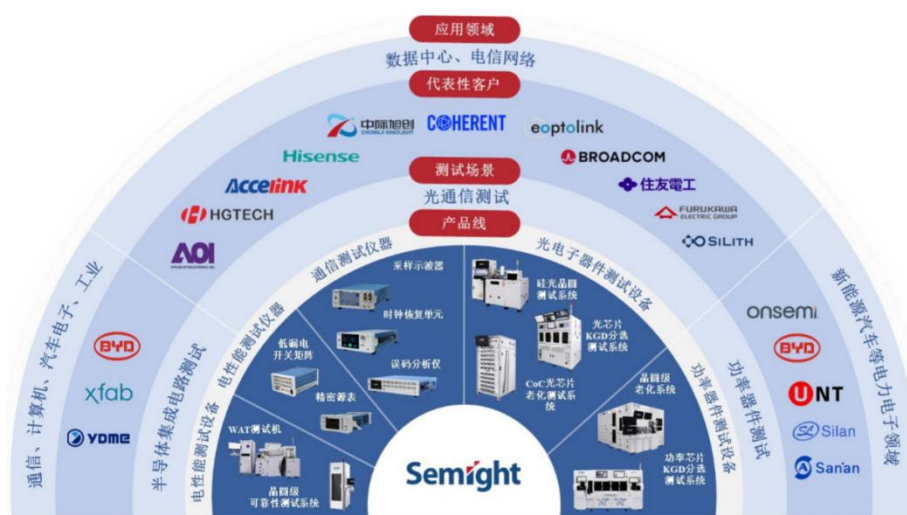 应用领域
数据中心、电信网络
代表性客户
中际旭创
ZHONGJI INNOLIGHT
COHERENT
eoptolink
Hisense
BROADCOM
Accelink
住友電工
HGTECH
FURUKAWA
ELECTRIC GROUP
AOI
SiLITH
测试场景
光通信测试
产品线
通信、计算机、汽车电子、工业
BYD
xfab
YDME
半导体集成电路测试
电性能测试设备
WAT测试机
晶圆级
可靠性测试系统
电性能测试仪器
低漏电
开关矩阵
精密源表
通信测试仪器
采样示波器
时钟恢复单元
误码分析仪
光电子器件测试设备
硅光晶圆
测试系统
光芯片
KGD分选
测试系统
CoC光芯片
老化测试系统
功率器件测试设备
晶圆级
老化系统
功率芯片
KGD分选
测试系统
功率器件测试
新能源汽车等电力电子领域
onsemi
BYD
UNT
Silan
San'an
Semight